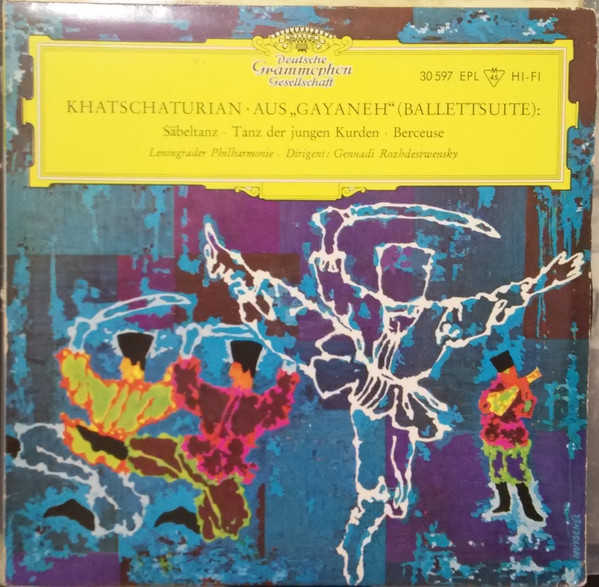 Deutsche
Grammophon
Gesellschaft
30 597 EPL M 45 HI-FI
KHATSCHATURIAN · AUS „GAYANEH“ (BALLETTSUITE):
Säbeltanz · Tanz der jungen Kurden · Berceuse
Leningrader Philharmonie · Dirigent: Gennadi Rozhdestwensky